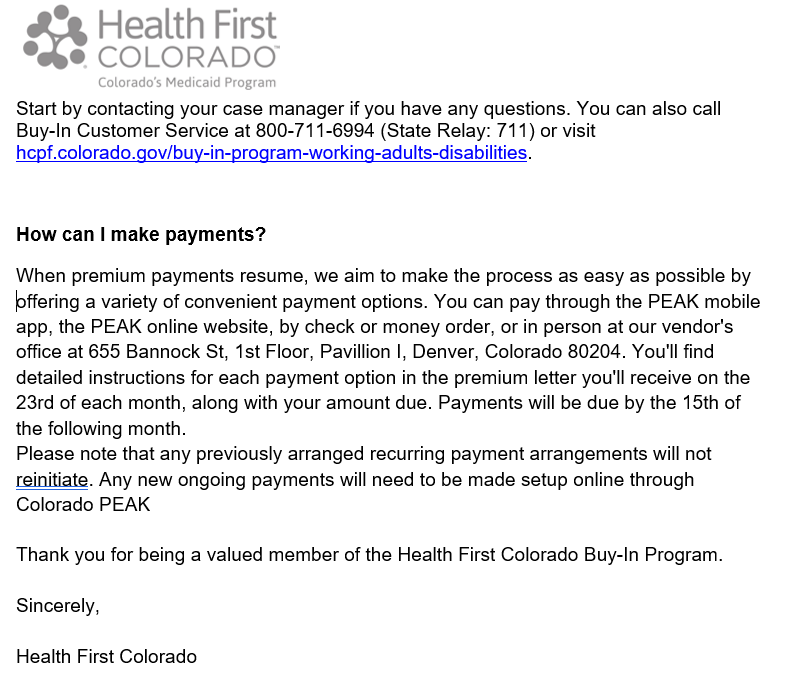 Health First
COLORADO™
Colorado's Medicaid Program
Start by contacting your case manager if you have any questions. You can also call
Buy-In Customer Service at 800-711-6994 (State Relay: 711) or visit
hcpf.colorado.gov/buy-in-program-working-adults-disabilities.
How can I make payments?
When premium payments resume, we aim to make the process as easy as possible by
offering a variety of convenient payment options. You can pay through the PEAK mobile
app, the PEAK online website, by check or money order, or in person at our vendor's
office at 655 Bannock St, 1st Floor, Pavillion I, Denver, Colorado 80204. You'll find
detailed instructions for each payment option in the premium letter you'll receive on the
23rd of each month, along with your amount due. Payments will be due by the 15th of
the following month.
Please note that any previously arranged recurring payment arrangements will not
reinitiate. Any new ongoing payments will need to be made setup online through
Colorado PEAK
Thank you for being a valued member of the Health First Colorado Buy-In Program.
Sincerely,
Health First Colorado